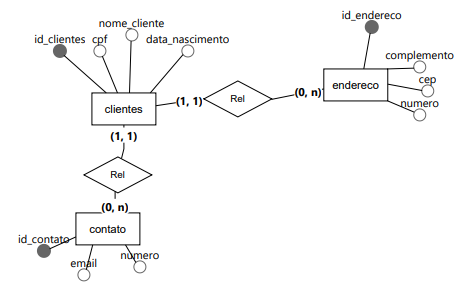 id_endereco
nome_cliente
id_clientes
cpf
data_nascimento
complemento
endereco
cep
numero
clientes
(1, 1)
Rel
(0, n)
(1, 1)
Rel
(0, n)
contato
id_contato
email
numero